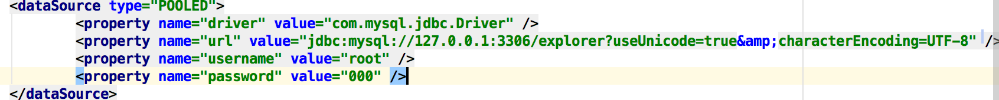 <dataSource type="POOLED">
<property name="driver" value="com.mysql.jdbc.Driver" />
<property name="url" value="jdbc:mysql://127.0.0.1:3306/explorer?useUnicode=true&amp;characterEncoding=UTF-8" />
<property name="username" value="root" />
<property name="password" value="000" />
</dataSource>